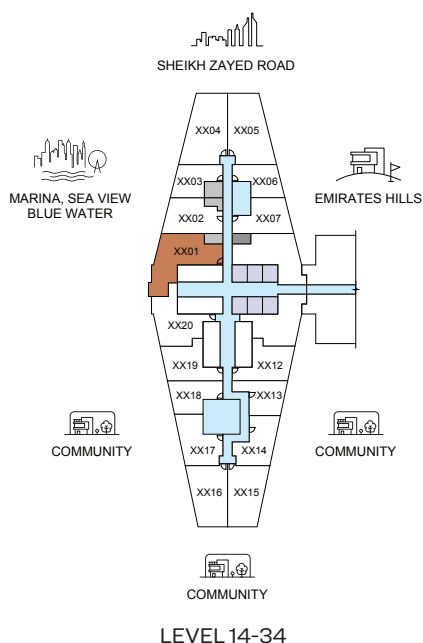 SHEIKH ZAYED ROAD
XX04
XX05
XX03
XX06
MARINA, SEA VIEW
BLUE WATER
EMIRATES HILLS
XX02
XX07
XX01
XX20
XX19
XX12
XX18
XX13
COMMUNITY
COMMUNITY
XX17
XX14
XX16
XX15
COMMUNITY
LEVEL 14-34